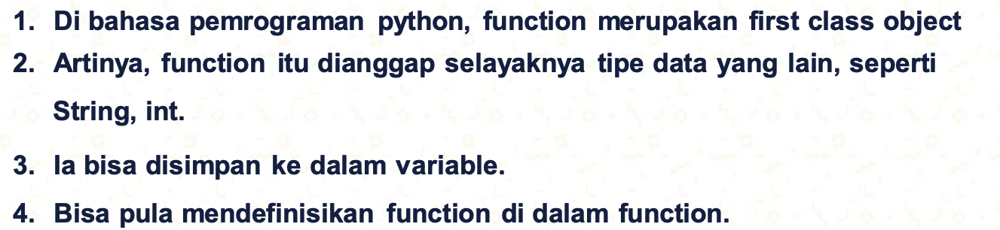 1. Di bahasa pemrograman python, function merupakan first class object
2. Artinya, function itu dianggap selayaknya tipe data yang lain, seperti
String, int.
3. Ia bisa disimpan ke dalam variable.
4. Bisa pula mendefinisikan function di dalam function.